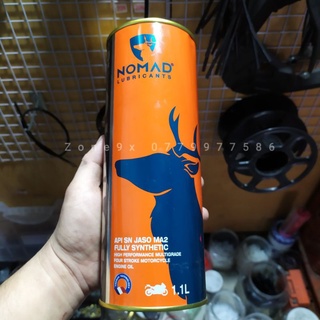 NOMAD
LUBRICANTS
Zone9x 0779977586
API SN JASO MA2
FULLY SYNTHETIC
HIGH PERFORMANCE MULTIGRADE
FOUR STROKE MOTORCYCLE
ENGINE OIL
1.1L